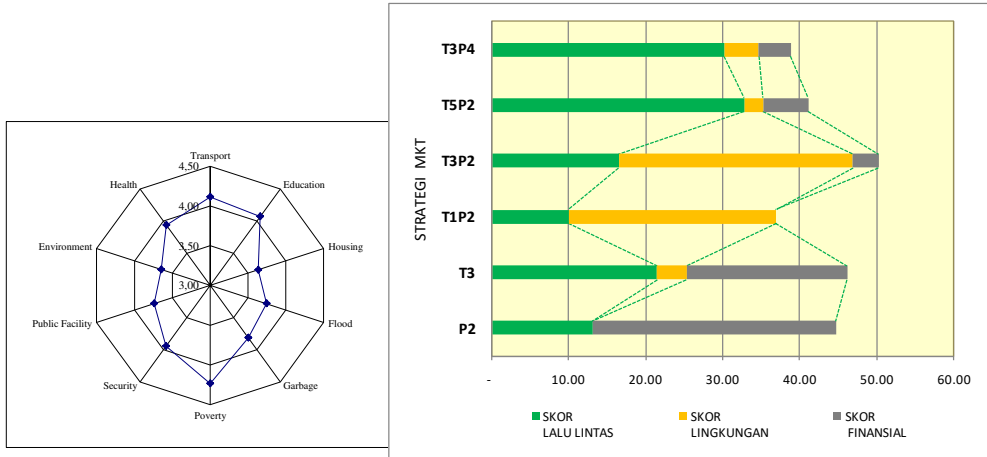 Transport
4,50
Health
Education
4,00
Environment
3,50
Housing
3,00
Public Facility
Flood
Security
Garbage
Poverty
STRATEGI MKT
T3P4
T5P2
T3P2
T1P2
T3
P2
- 10.00 20.00 30.00 40.00 50.00 60.00
SKOR
LALU LINTAS
SKOR
LINGKUNGAN
SKOR
FINANSIAL